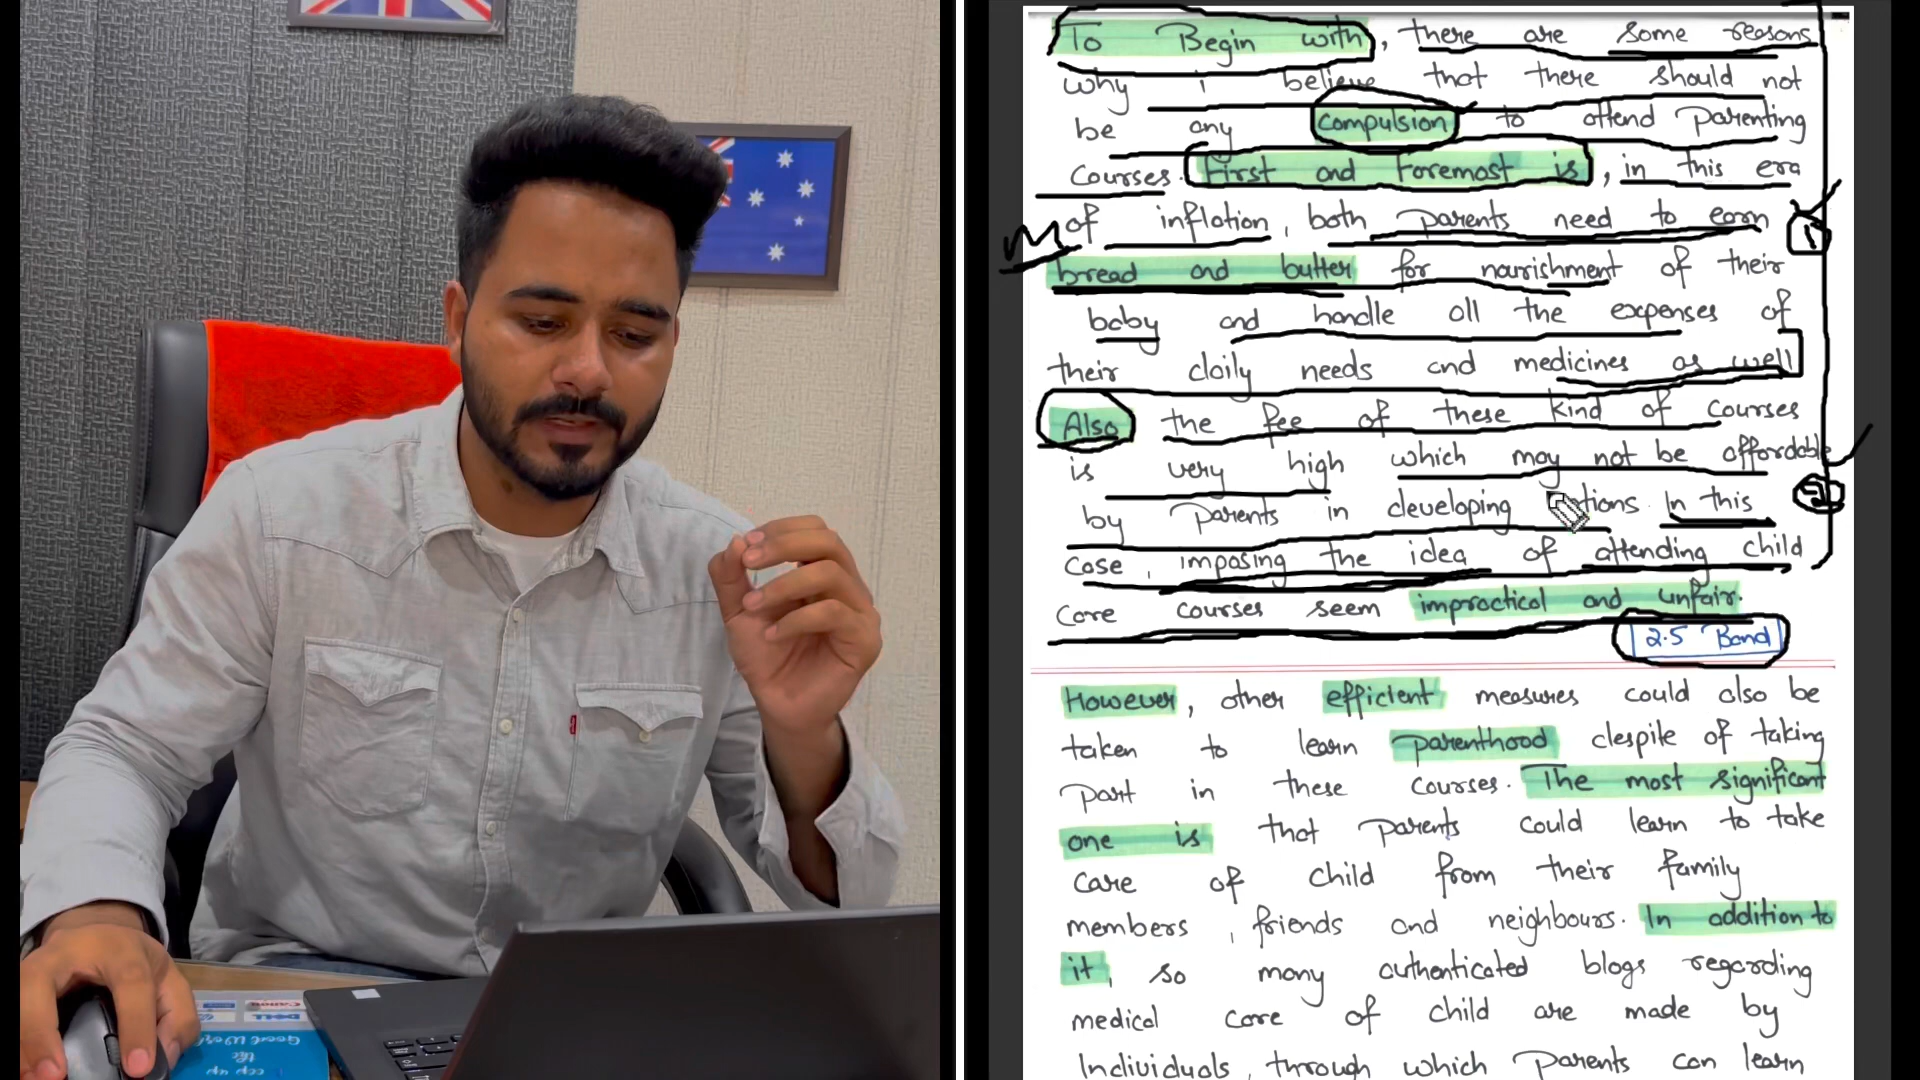 To Begin with, there are some reasons
why i believe that there should not
be any compulsion to attend Parenting
Courses. First and Foremost is, in this era
of inflation, both parents need to earn
bread and butter for nourishment of their
baby and handle all the expenses of
their daily needs and medicines as well
Also the fee of these kind of courses
is very high which may not be affordable
by Parents in developing In this
case, imposing the idea of attending child
care courses seem impractical and unfair.
2.5 Band
However, other efficient measures could also be
taken to learn parenthood despite of taking
part in these courses. The most significant
one is that parents could learn to take
care of child from their family
members, friends and neighbours. In addition to
it, so many authenticated blogs regarding
medical care of child are made by
Individuals, through which Parents can learn
1
2
Canon
DELL